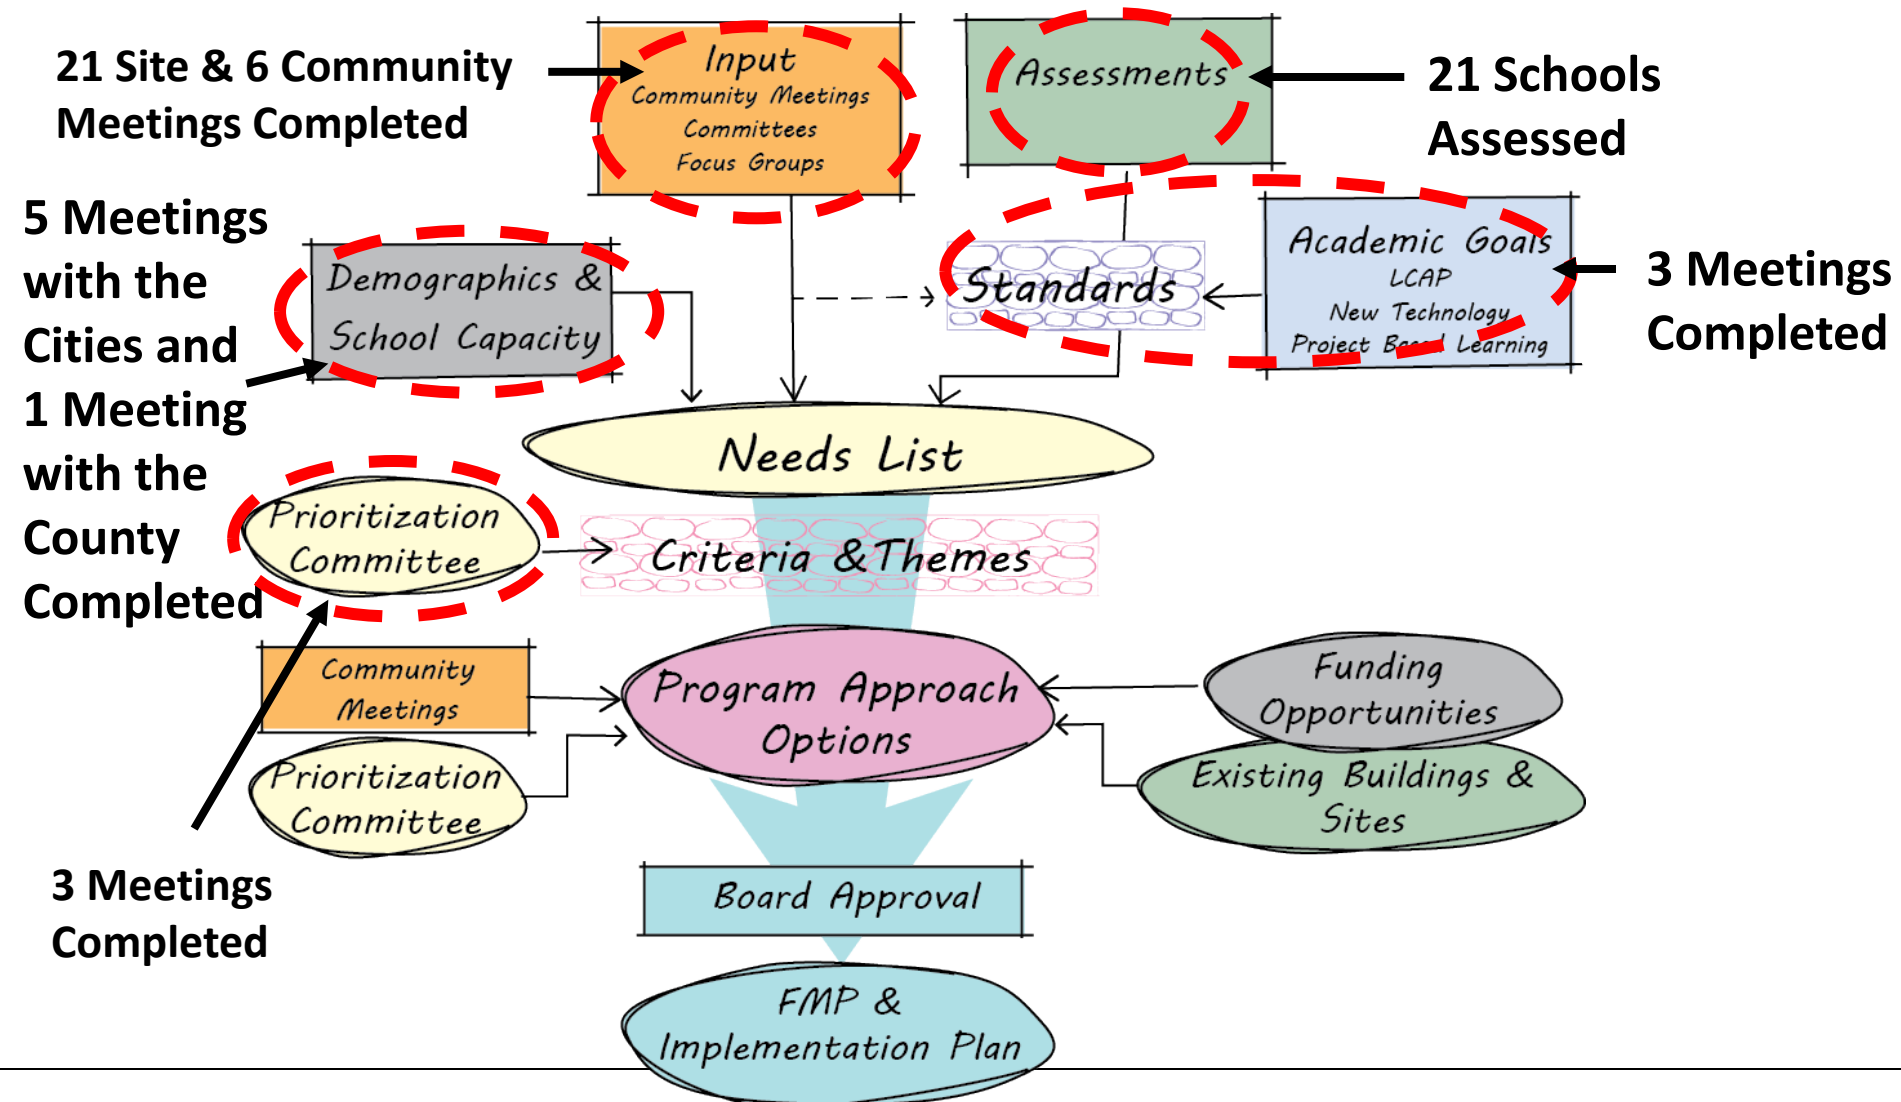 21 Site & 6 Community
Meetings Completed
Input
Community Meetings
Committees
Focus Groups
Assessments
21 Schools
Assessed
5 Meetings
with the
Cities and
1 Meeting
with the
County
Completed
Demographics &
School Capacity
Standards
Academic Goals
LCAP
New Technology
Project Based Learning
3 Meetings
Completed
Needs List
Prioritization
Committee
Criteria &Themes
Community
Meetings
Prioritization
Committee
Program Approach
Options
Funding
Opportunities
Existing Buildings &
Sites
3 Meetings
Completed
Board Approval
FMP &
Implementation Plan